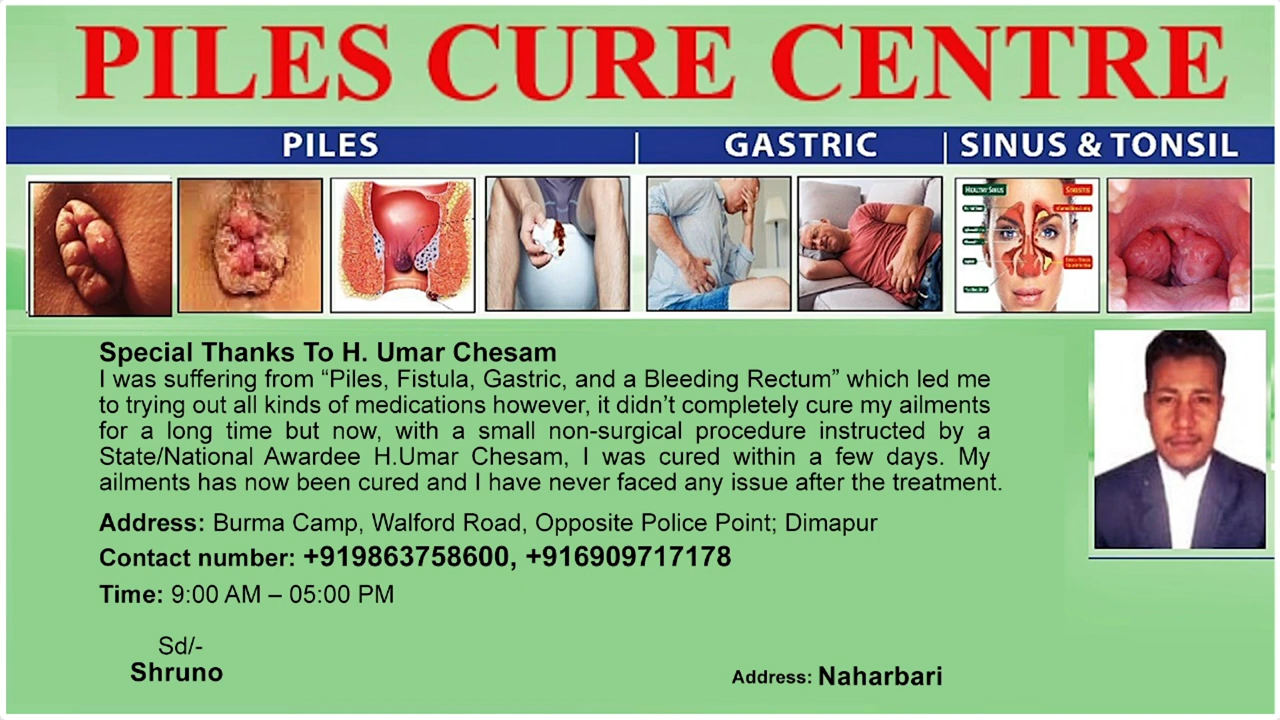 PILES CURE CENTRE
PILES | GASTRIC | SINUS & TONSIL
HEALTHY SINUS
SINUSITIS
Special Thanks To H. Umar Chesam
I was suffering from “Piles, Fistula, Gastric, and a Bleeding Rectum” which led me
to trying out all kinds of medications however, it didn’t completely cure my ailments
for a long time but now, with a small non-surgical procedure instructed by a
State/National Awardee H.Umar Chesam, I was cured within a few days. My
ailments has now been cured and I have never faced any issue after the treatment.
Address: Burma Camp, Walford Road, Opposite Police Point; Dimapur
Contact number: +919863758600, +916909717178
Time: 9:00 AM – 05:00 PM
Sd/-
Shruno
Address: Naharbari